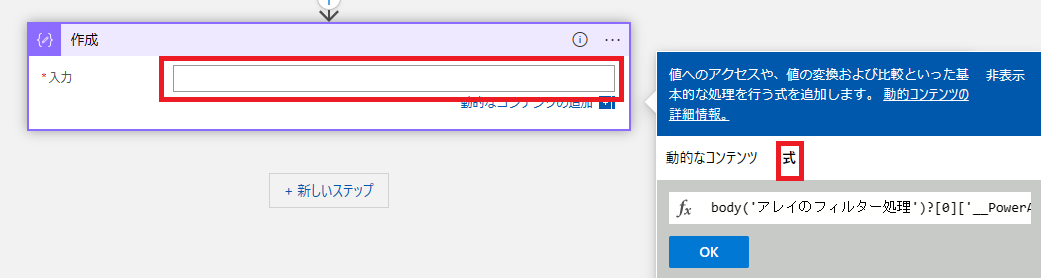 作成
*入力
動的なコンテンツの追加
+ 新しいステップ
値へのアクセスや、値の変換および比較といった基
本的な処理を行う式を追加します。 動的コンテンツの
詳細情報。
非表示
動的なコンテンツ 式
fx body('アレイのフィルター処理')?[0]['__PowerA
OK